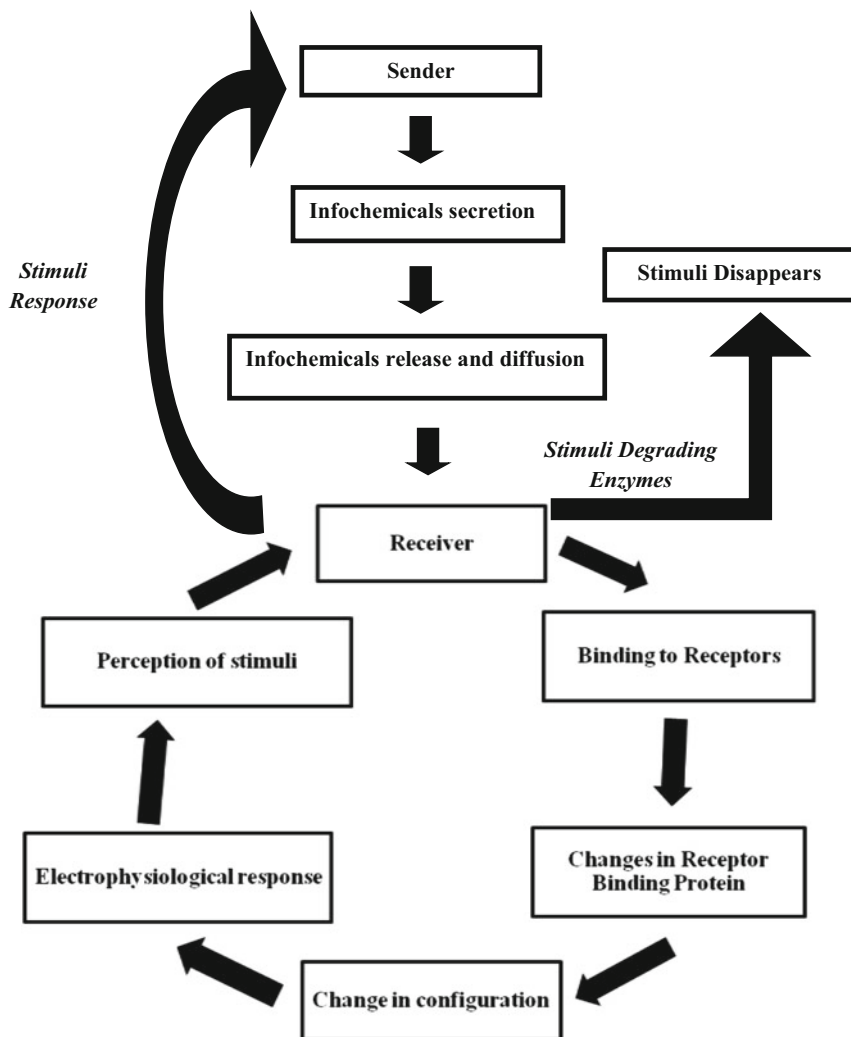 Sender
Infochemicals secretion
Stimuli
Response
Stimuli Disappears
Infochemicals release and diffusion
Stimuli Degrading
Enzymes
Receiver
Perception of stimuli
Binding to Receptors
Electrophysiological response
Changes in Receptor
Binding Protein
Change in configuration